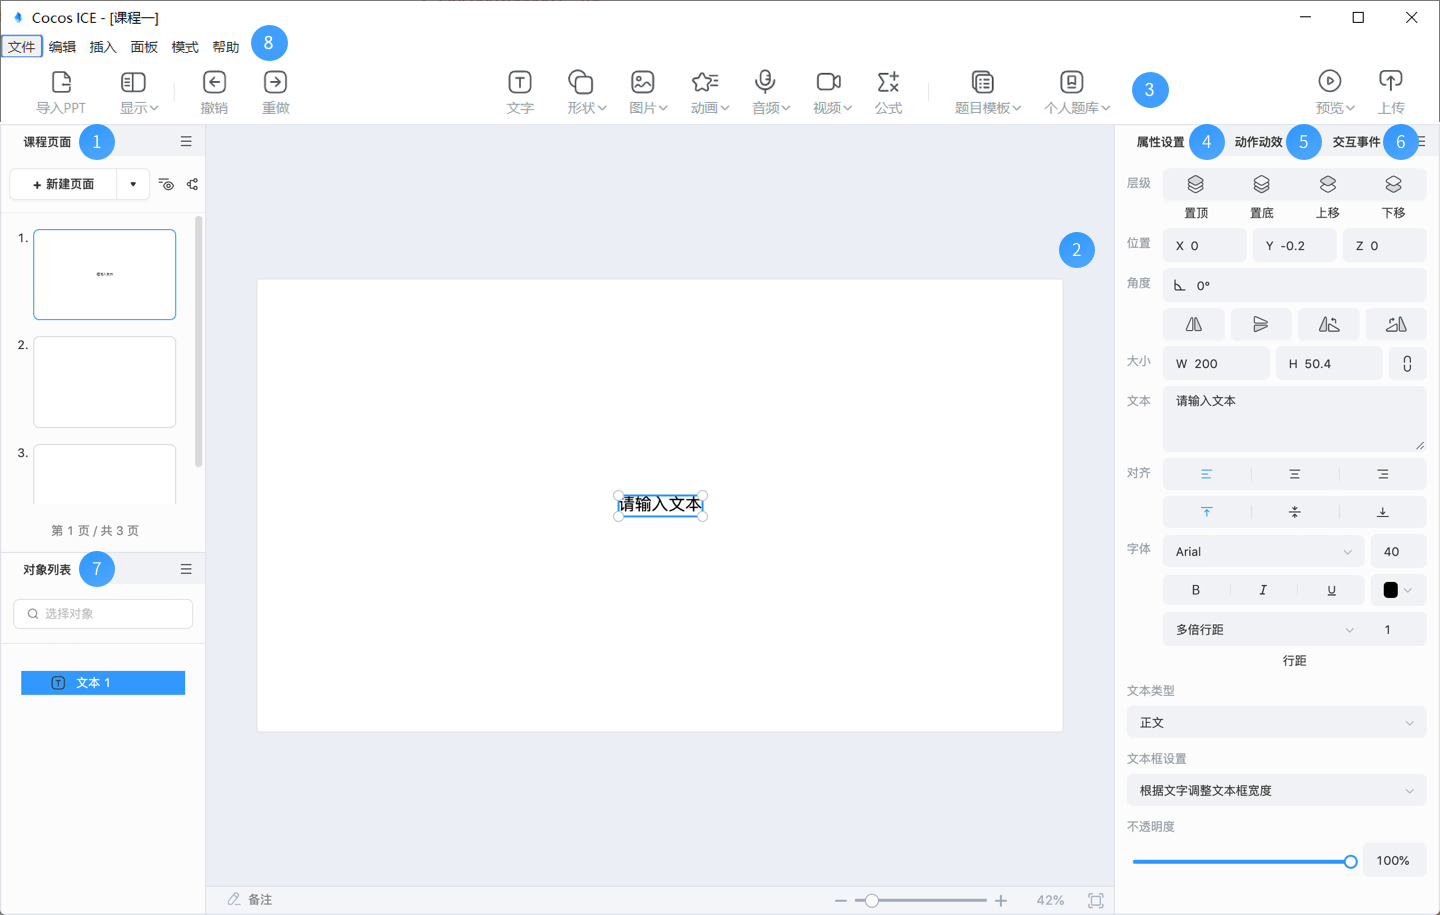 Cocos ICE - [课程一]
文件 编辑 插入 面板 模式 帮助 8
导入PPT 显示 撤销 重做 文字 形状 图片 动画 音频 视频 公式 题目模板 个人题库 3 预览 上传
课程页面 1
+ 新建页面
1.
请输入文本
2.
3.
第 1 页 / 共 3 页
对象列表 7
选择对象
文本 1
2
请输入文本
备注
42%
属性设置 4 动作动效 5 交互事件 6
层级
置顶 置底 上移 下移
位置 X 0 Y -0.2 Z 0
角度 0°
大小 W 200 H 50.4
文本 请输入文本
对齐
字体 Arial 40
B I U
多倍行距 1
行距
文本类型
正文
文本框设置
根据文字调整文本框宽度
不透明度
100%